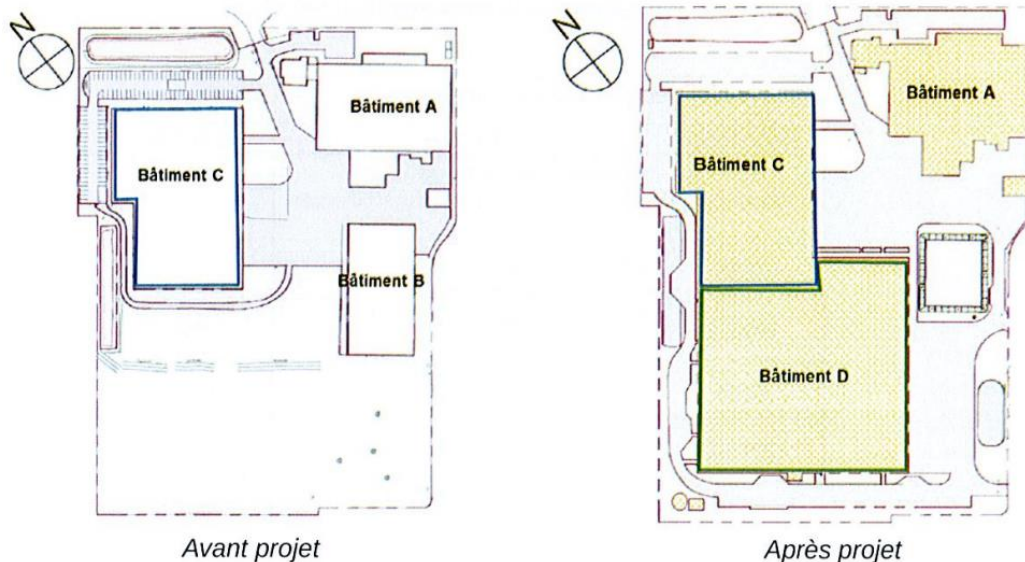 N
Bâtiment A
Bâtiment C
Bâtiment B
Avant projet
N
Bâtiment A
Bâtiment C
Bâtiment D
Après projet